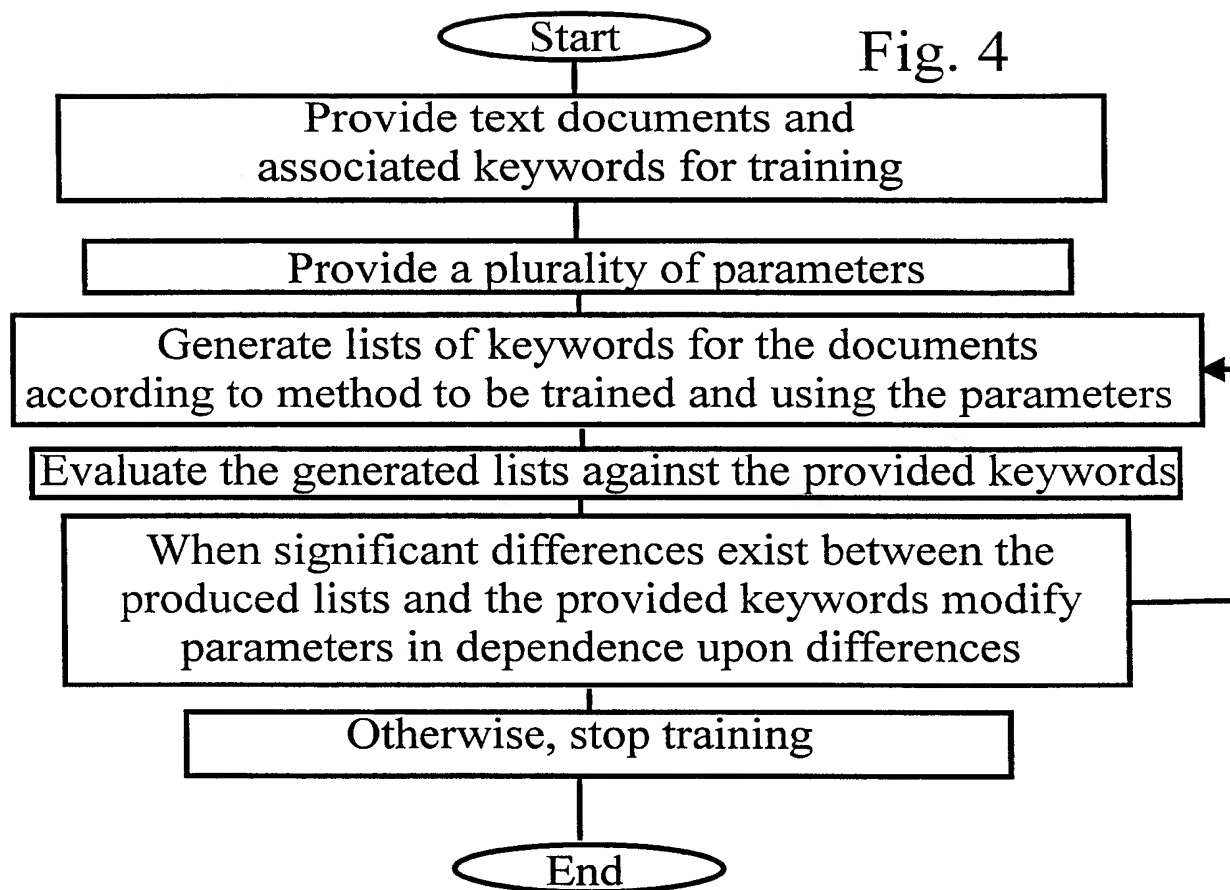 Start
Fig. 4
Provide text documents and
associated keywords for training
Provide a plurality of parameters
Generate lists of keywords for the documents
according to method to be trained and using the parameters
Evaluate the generated lists against the provided keywords
When significant differences exist between the
produced lists and the provided keywords modify
parameters in dependence upon differences
Otherwise, stop training
End